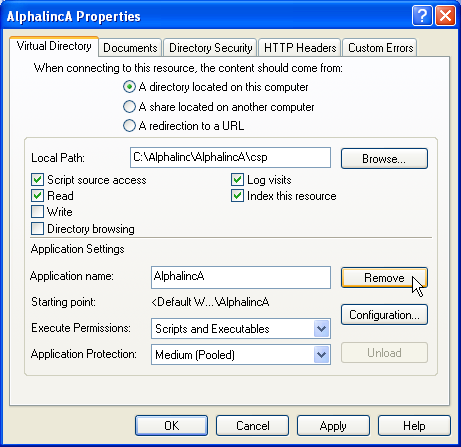 AlphalincA Properties
Virtual Directory Documents Directory Security HTTP Headers Custom Errors
When connecting to this resource, the content should come from:
A directory located on this computer
A share located on another computer
A redirection to a URL
Local Path: C:\Alphalinc\AlphalincA\csp Browse...
Script source access Log visits
Read Index this resource
Write
Directory browsing
Application Settings
Application name: AlphalincA Remove
Starting point: <Default W...\AlphalincA
Configuration...
Execute Permissions: Scripts and Executables
Application Protection: Medium (Pooled) Unload
OK Cancel Apply Help